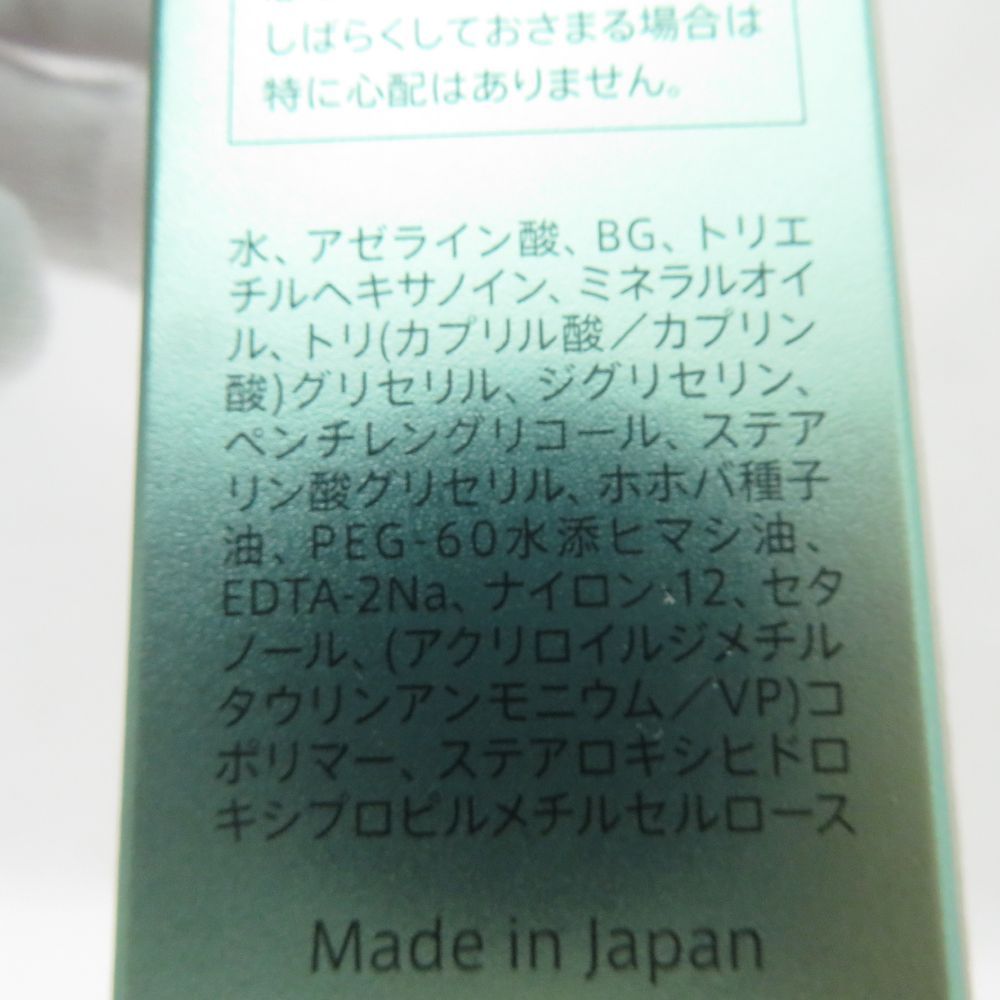 しばらくしておさまる場合は
特に心配はありません。
水、アゼライン酸、BG、トリエ
チルヘキサノイン、ミネラルオイ
ル、トリ(カプリル酸／カプリン
酸)グリセリル、ジグリセリン、
ペンチレングリコール、ステア
リン酸グリセリル、ホホバ種子
油、PEG-60水添ヒマシ油、
EDTA-2Na、ナイロン-12、セタ
ノール、(アクリロイルジメチル
タウリンアンモニウム／VP)コ
ポリマー、ステアロキシヒドロ
キシプロピルメチルセルロース
Made in Japan